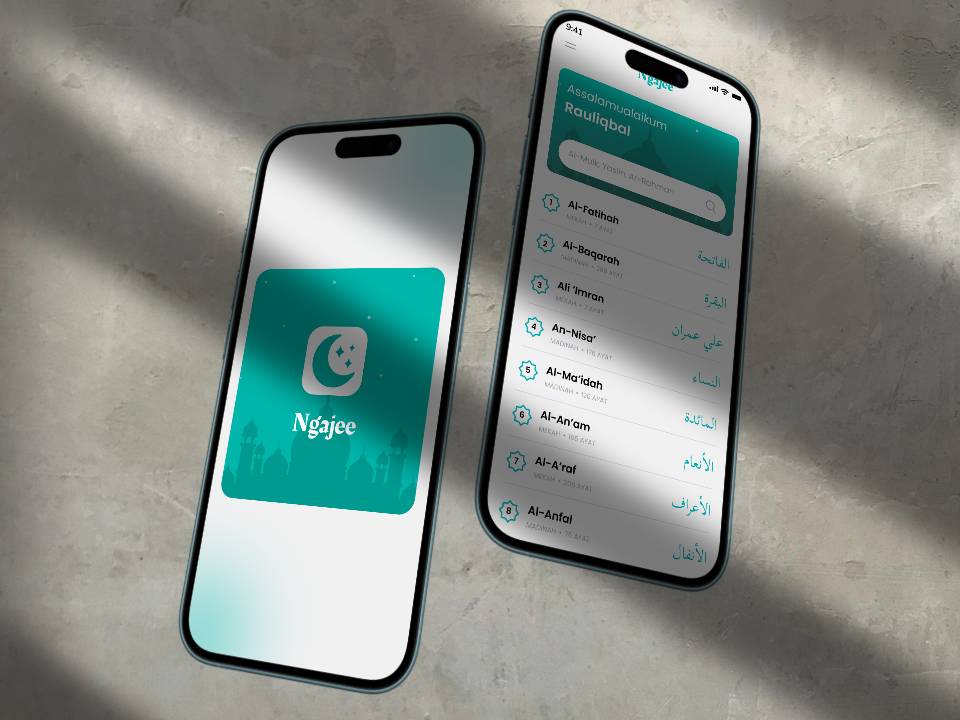 Ngajee
9:41
Ngajee
Assalamualaikum
Rauliqbal
Al-Mulk, Yasiin, Ar-Rahman
1
Al-Fatihah
MEKAH • 7 AYAT
الفاتحة
2
Al-Baqarah
MADINAH • 286 AYAT
البقرة
3
Ali 'Imran
MEKAH • 7 AYAT
علي عمران
4
An-Nisa'
MADINAH • 176 AYAT
النساء
5
Al-Ma'idah
MADINAH • 120 AYAT
المائدة
6
Al-An'am
MEKAH • 165 AYAT
الأنعام
7
Al-A'raf
MEKAH • 206 AYAT
الأعراف
8
Al-Anfal
MADINAH • 75 AYAT
الأنفال